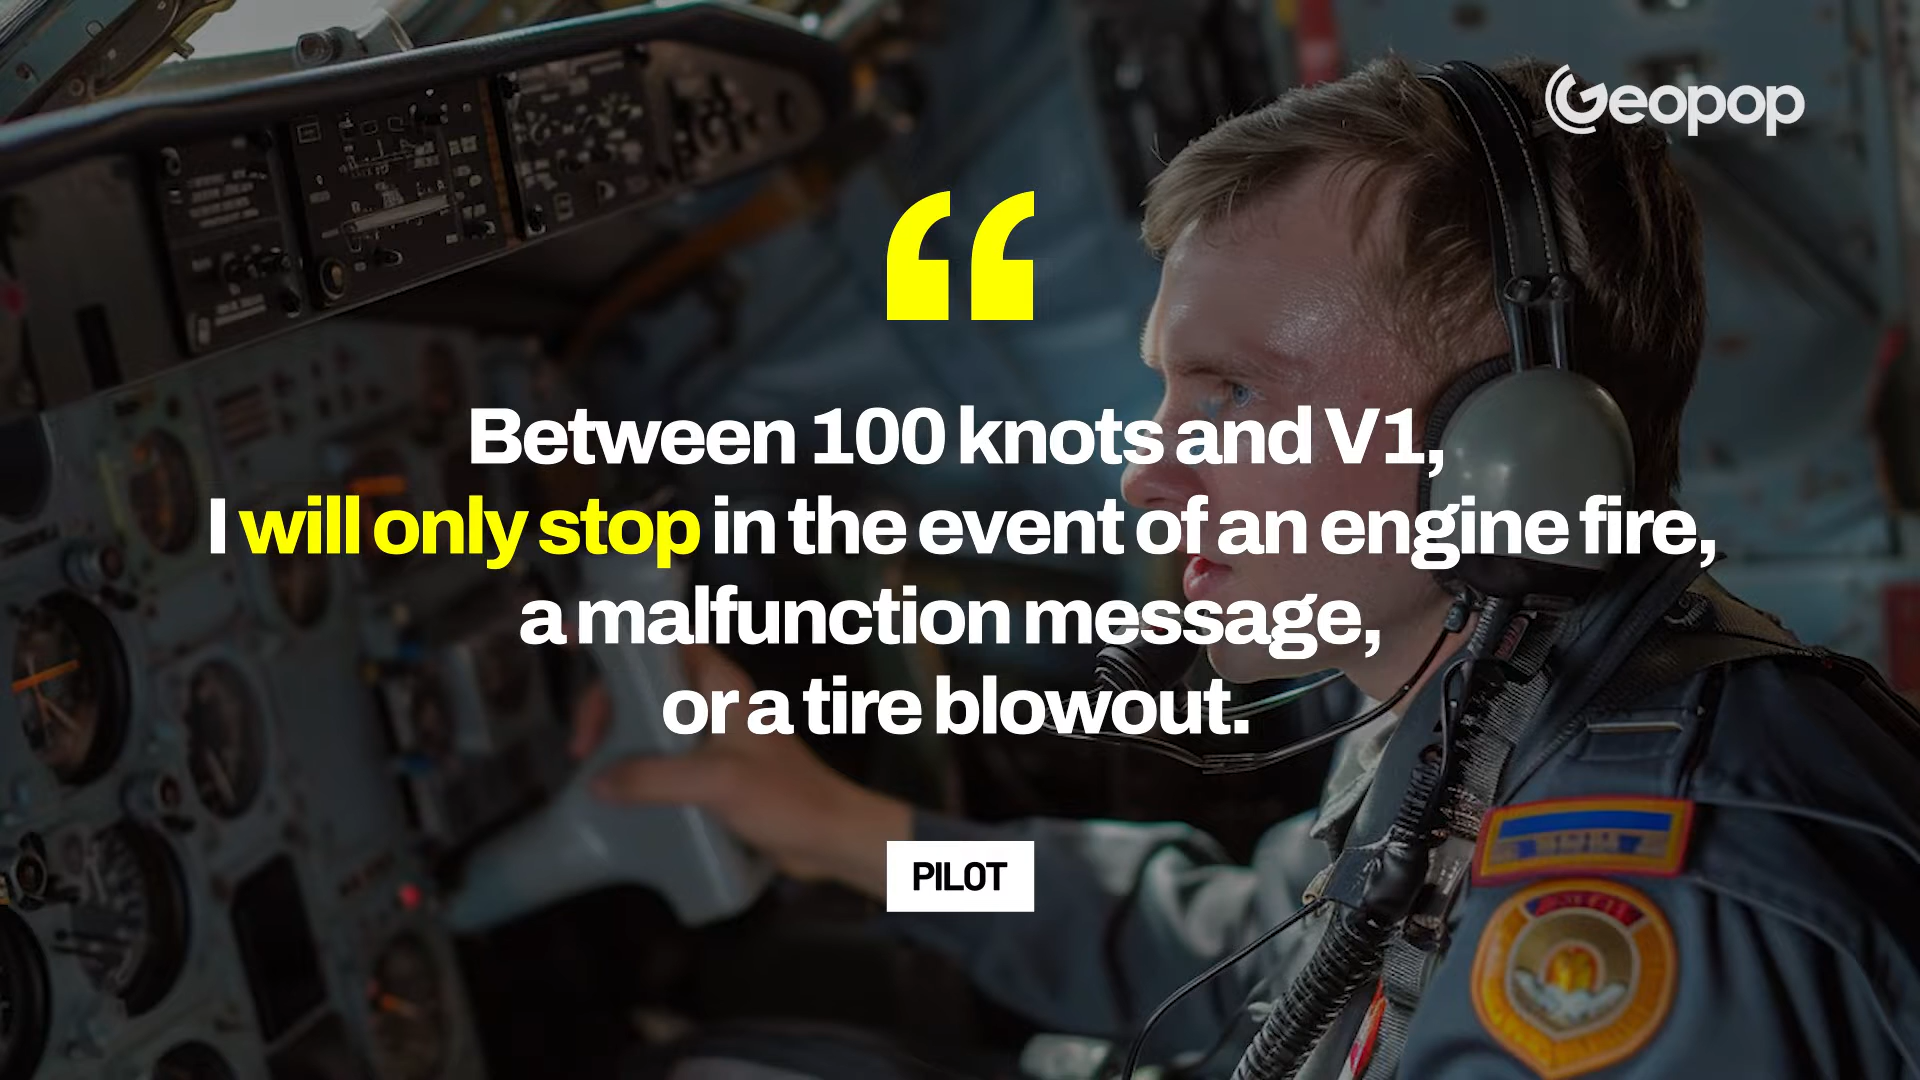 Geopop
“
Between 100 knots and V1,
I will only stop in the event of an engine fire,
a malfunction message,
or a tire blowout.
PILOT